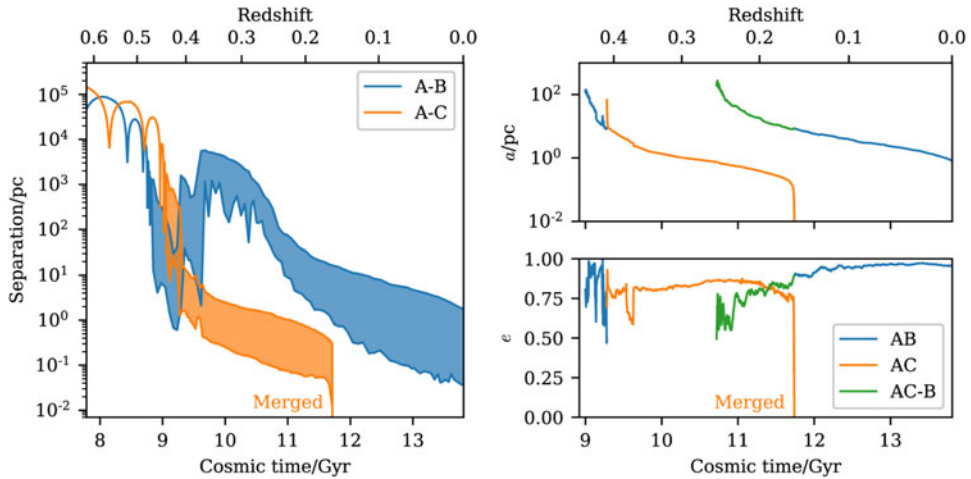 Redshift
0.6 0.5 0.4 0.3 0.2 0.1 0.0
A-B
A-C
Separation/pc
10^5
10^4
10^3
10^2
10^1
10^0
10^-1
10^-2
Merged
8 9 10 11 12 13
Cosmic time/Gyr
Redshift
0.4 0.3 0.2 0.1 0.0
a/pc
10^2
10^0
10^-2
e
1.00
0.75
0.50
0.25
0.00
AB
AC
AC-B
Merged
9 10 11 12 13
Cosmic time/Gyr